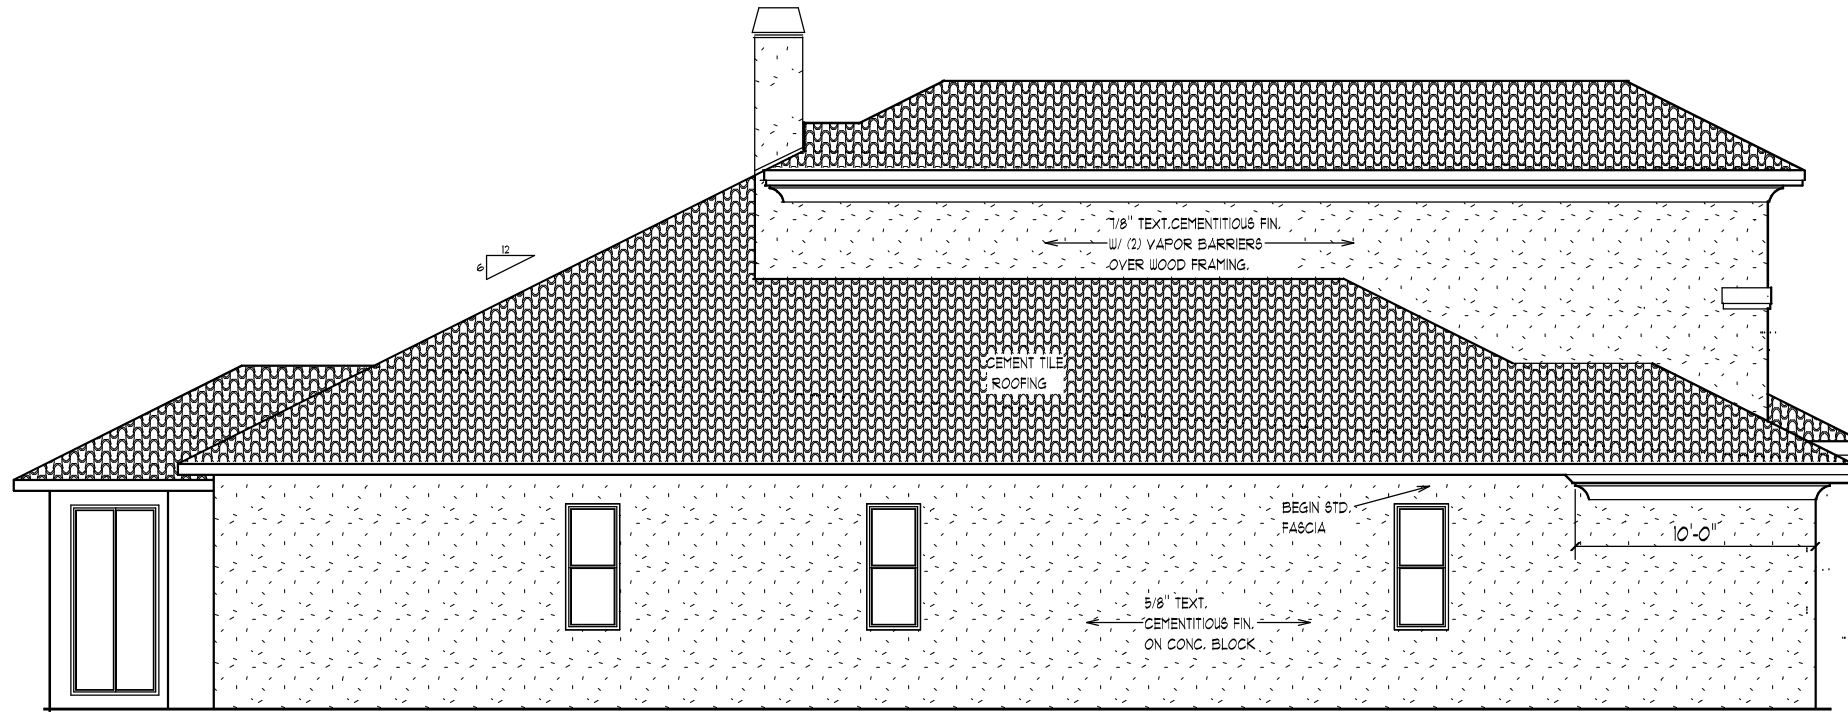 7/8" TEXT.CEMENTITIOUS FIN.
W/ (2) VAPOR BARRIERS
OVER WOOD FRAMING.
12
6
CEMENT TILE
ROOFING
BEGIN STD.
FASCIA
10'-0"
5/8" TEXT.
CEMENTITIOUS FIN.
ON CONC. BLOCK